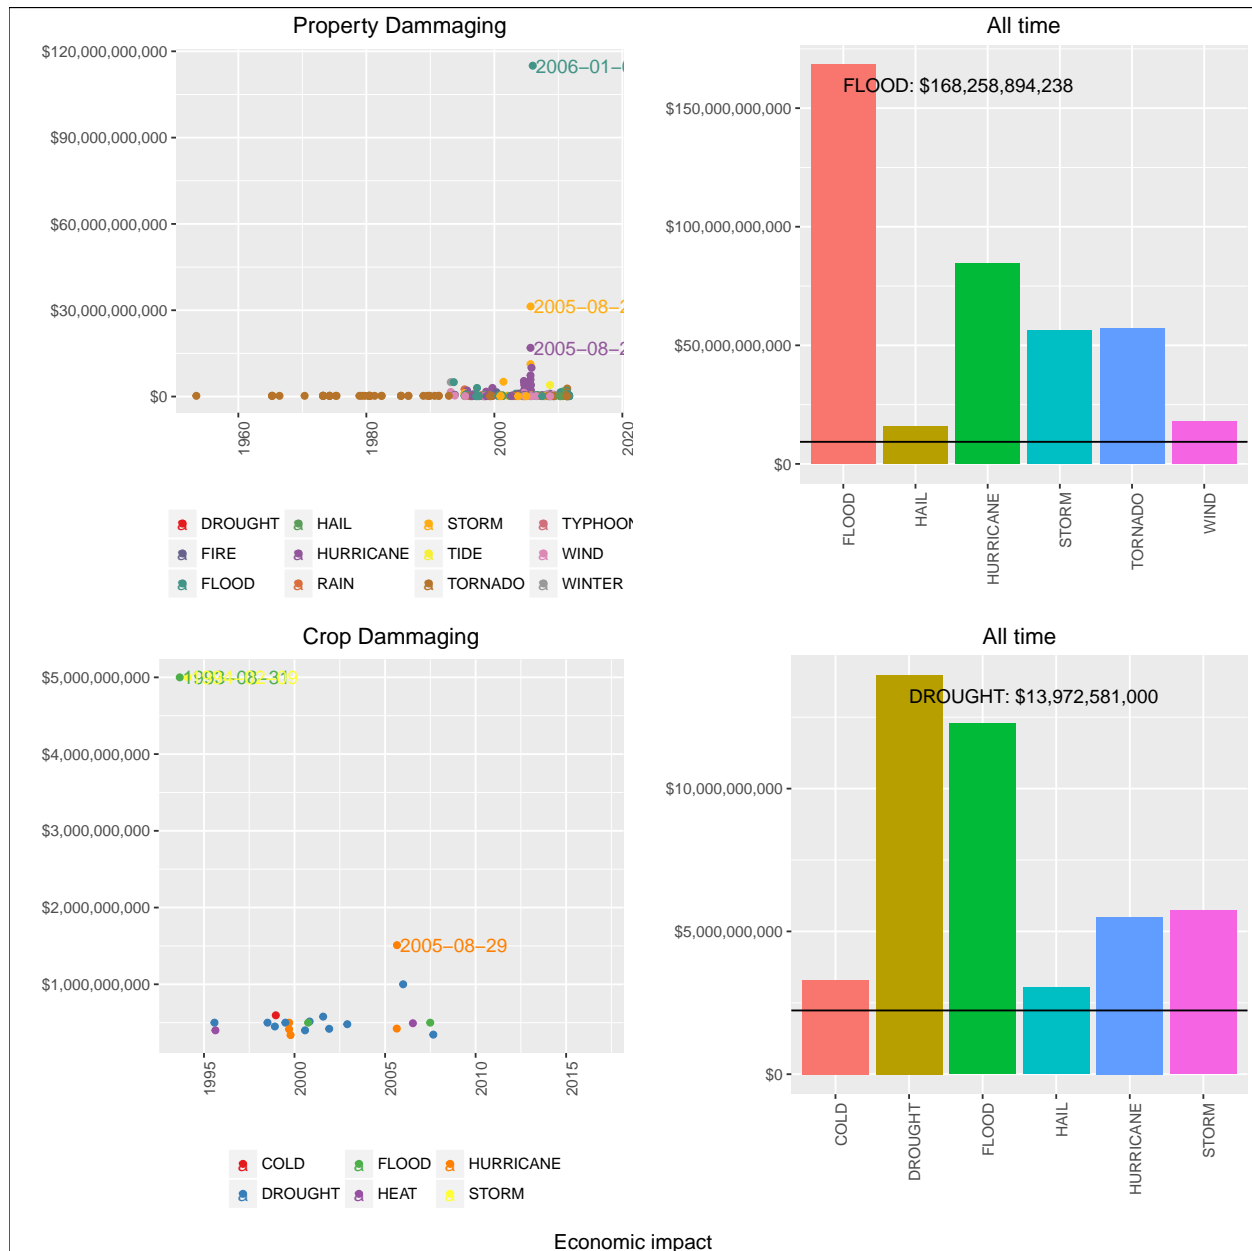 Property Dammaging
$120,000,000,000
$90,000,000,000
$60,000,000,000
$30,000,000,000
$0
2006−01−
2005−08−2
2005−08−2
1960
1980
2000
2020
DROUGHT HAIL STORM TYPHOON
FIRE HURRICANE TIDE WIND
FLOOD RAIN TORNADO WINTER
All time
$150,000,000,000
$100,000,000,000
$50,000,000,000
$0
FLOOD: $168,258,894,238
FLOOD
HAIL
HURRICANE
STORM
TORNADO
WIND
Crop Dammaging
$5,000,000,000
$4,000,000,000
$3,000,000,000
$2,000,000,000
$1,000,000,000
1993−08−31
2005−08−29
1995
2000
2005
2010
2015
COLD FLOOD HURRICANE
DROUGHT HEAT STORM
All time
$10,000,000,000
$5,000,000,000
$0
DROUGHT: $13,972,581,000
COLD
DROUGHT
FLOOD
HAIL
HURRICANE
STORM
Economic impact